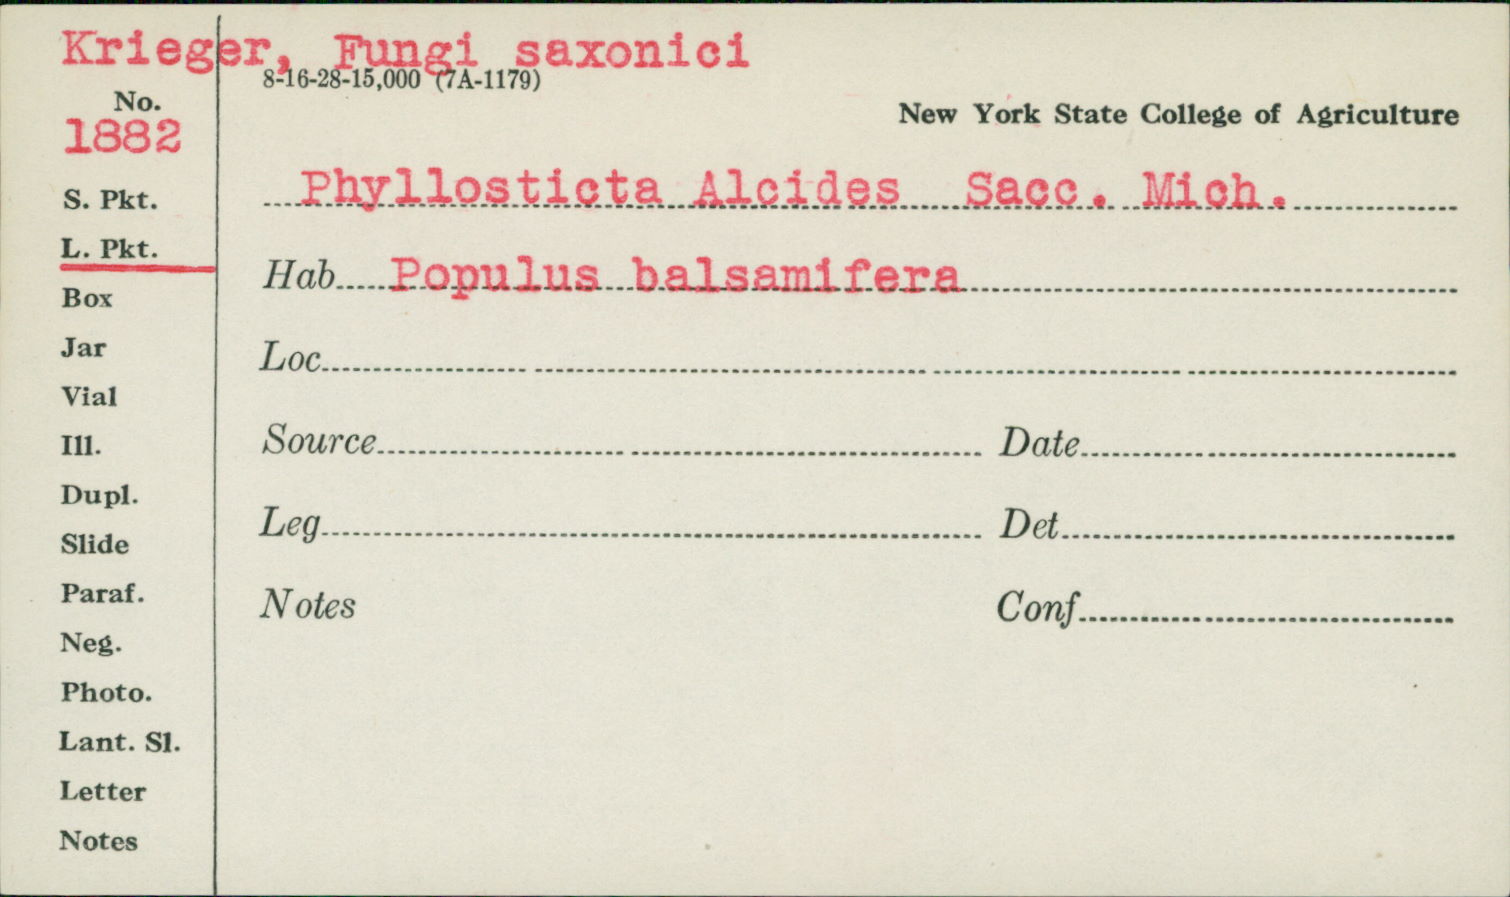 Krieger, Fungi saxonici
8-16-28-15,000 (7A-1179)
No.
1882
New York State College of Agriculture
S. Pkt.
Phyllosticta Alcides Sacc. Mich.
L. Pkt.
Hab Populus balsamifera
Box
Jar
Loc
Vial
Ill.
Source Date
Dupl.
Slide
Leg Det
Paraf.
Notes Conf
Neg.
Photo.
Lant. Sl.
Letter
Notes